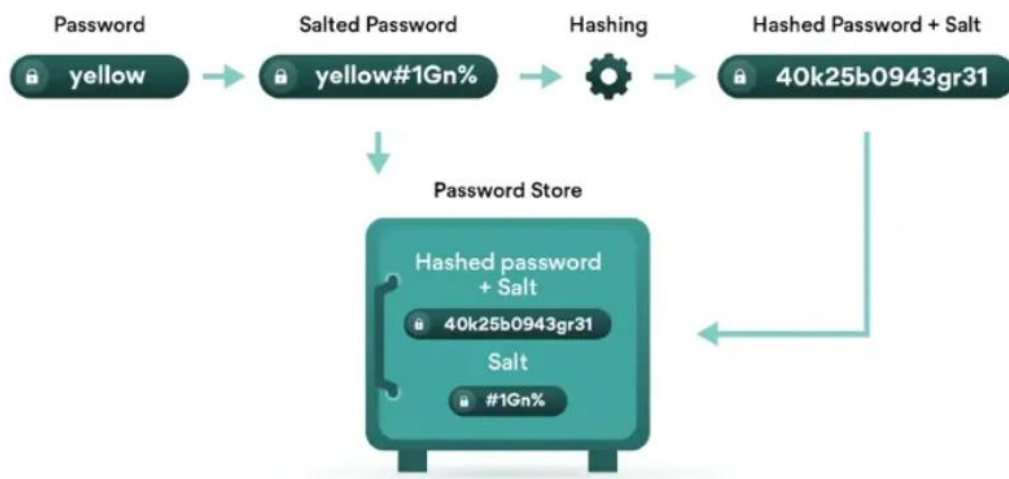 Password
Salted Password
Hashing
Hashed Password + Salt
yellow
yellow#1Gn%
40k25b0943gr31
Password Store
Hashed password
+ Salt
40k25b0943gr31
Salt
#1Gn%